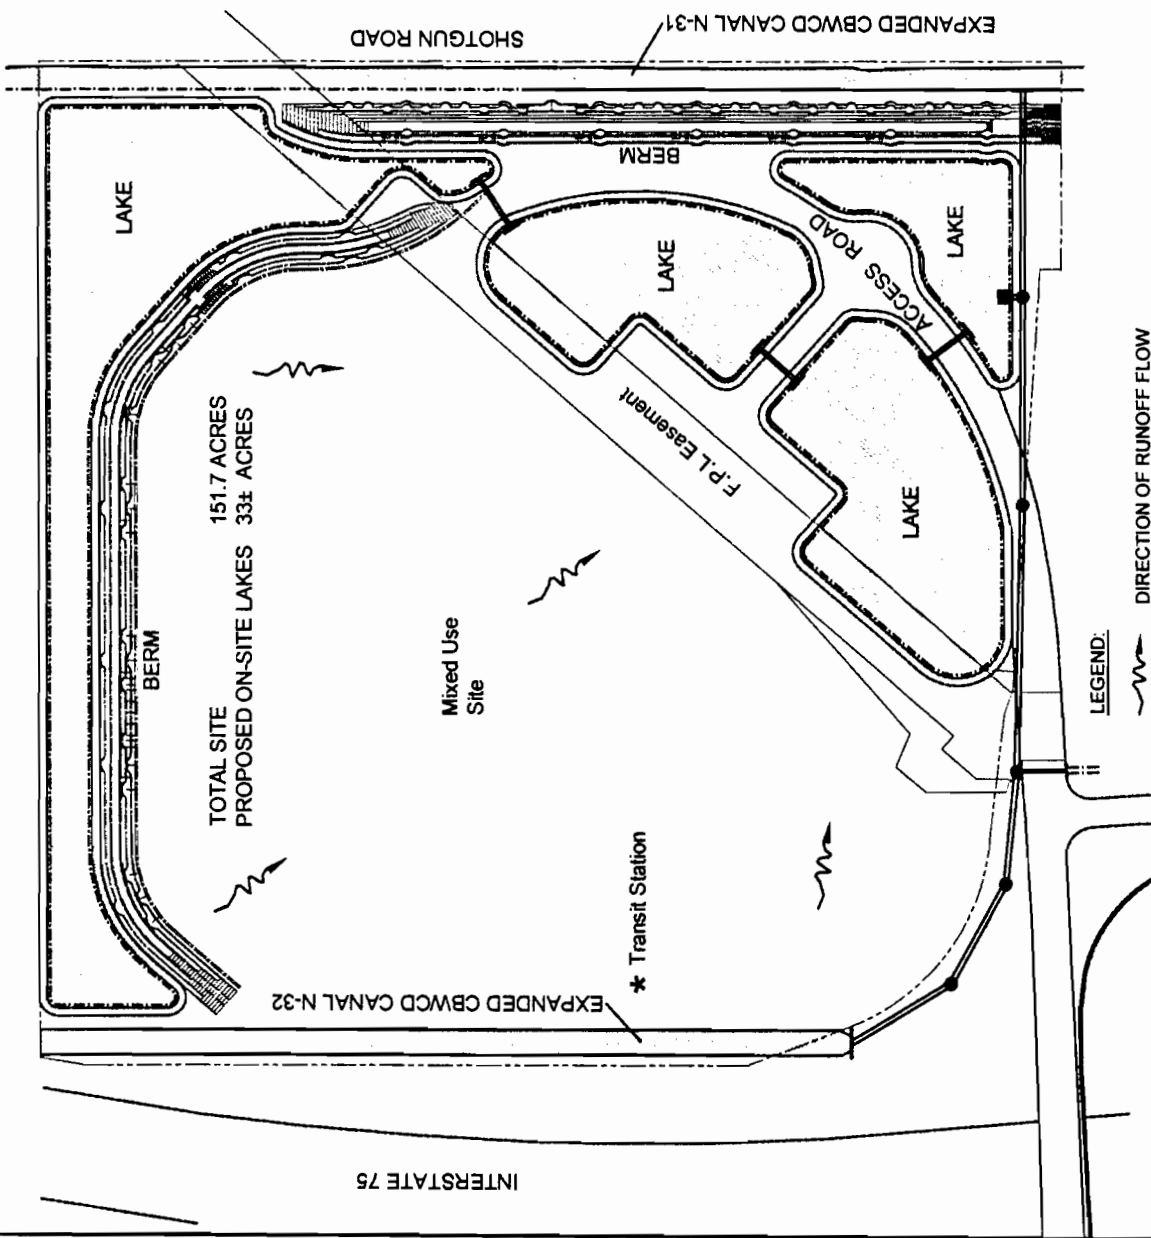 SHOTGUN ROAD
EXPANDED CBWCD CANAL N-31
LAKE
BERM
LAKE
LAKE
ACCESS ROAD
F.P.L Easement
LAKE
BERM
TOTAL SITE 151.7 ACRES
PROPOSED ON-SITE LAKES 33± ACRES
Mixed Use
Site
* Transit Station
EXPANDED CBWCD CANAL N-32
INTERSTATE 75
LEGEND:
DIRECTION OF RUNOFF FLOW